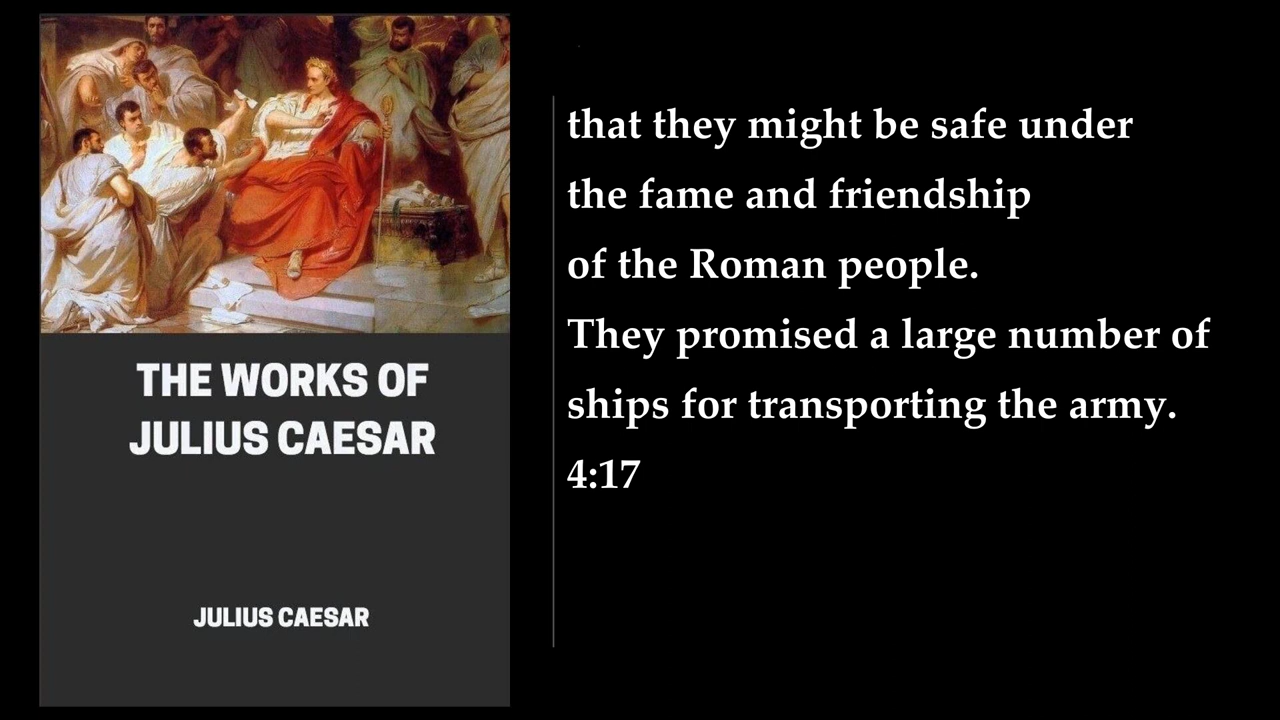 THE WORKS OF
JULIUS CAESAR
JULIUS CAESAR
that they might be safe under
the fame and friendship
of the Roman people.
They promised a large number of
ships for transporting the army.
4:17